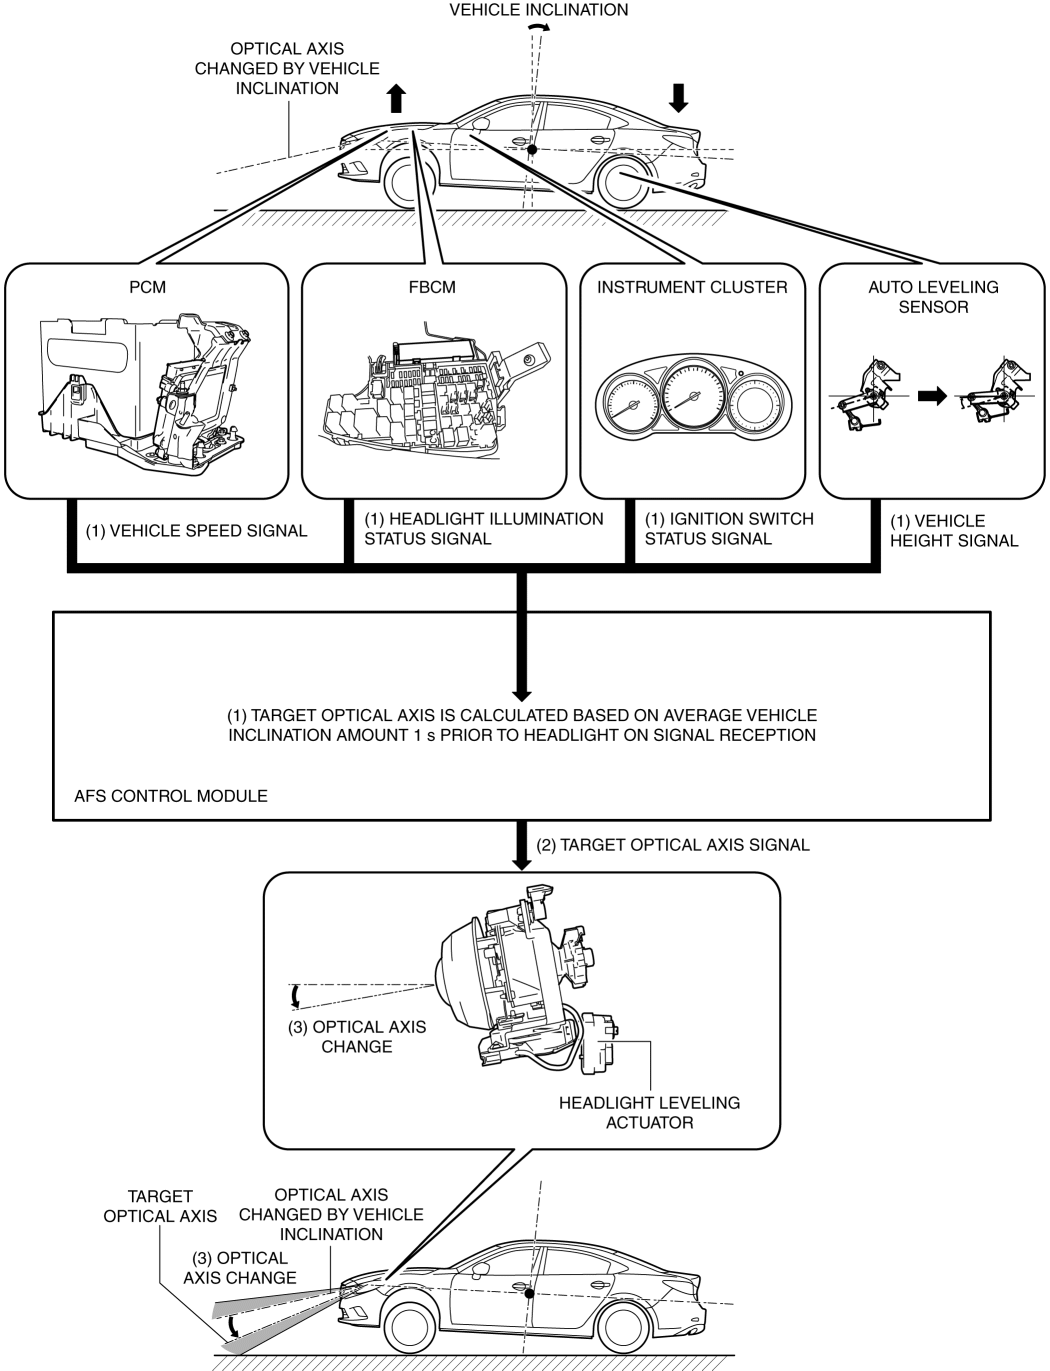 VEHICLE INCLINATION
OPTICAL AXIS
CHANGED BY VEHICLE
INCLINATION
PCM
FBCM
INSTRUMENT CLUSTER
AUTO LEVELING
SENSOR
(1) VEHICLE SPEED SIGNAL
(1) HEADLIGHT ILLUMINATION
STATUS SIGNAL
(1) IGNITION SWITCH
STATUS SIGNAL
(1) VEHICLE
HEIGHT SIGNAL
(1) TARGET OPTICAL AXIS IS CALCULATED BASED ON AVERAGE VEHICLE
INCLINATION AMOUNT 1 s PRIOR TO HEADLIGHT ON SIGNAL RECEPTION
AFS CONTROL MODULE
(2) TARGET OPTICAL AXIS SIGNAL
(3) OPTICAL AXIS
CHANGE
HEADLIGHT LEVELING
ACTUATOR
TARGET
OPTICAL AXIS
OPTICAL AXIS
CHANGED BY VEHICLE
INCLINATION
(3) OPTICAL
AXIS CHANGE